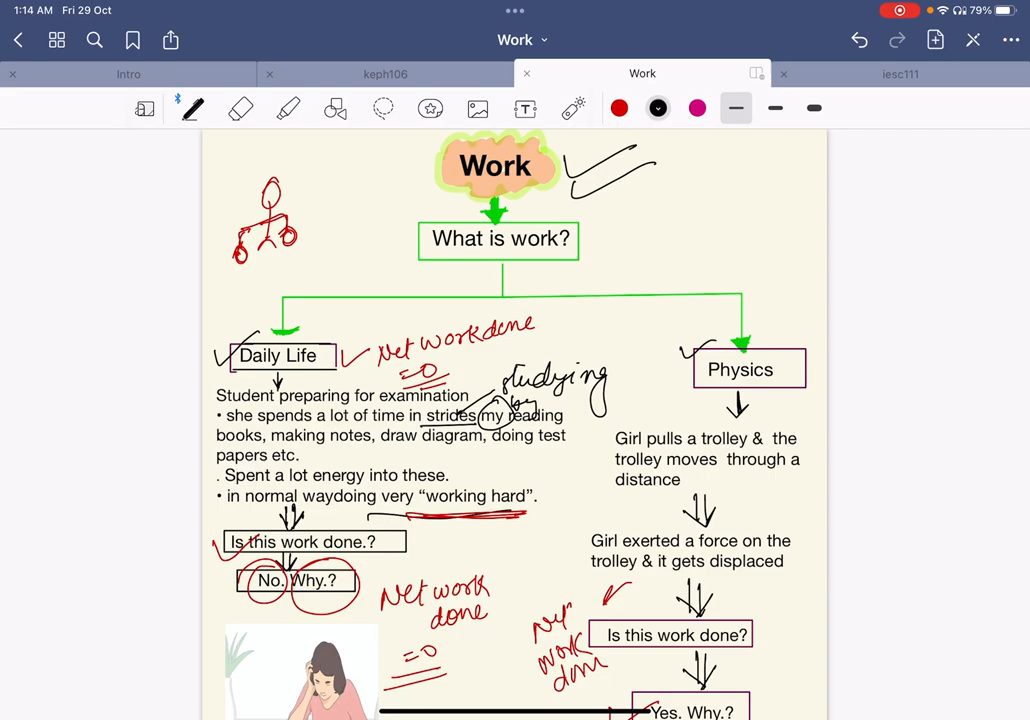 1:14 AM Fri 29 Oct
79%
Work
Intro
keph106
Work
iesc111
T
Work
What is work?
Daily Life
Net workdone
=0
Physics
studying
by
Student preparing for examination
• she spends a lot of time in strides my reading
books, making notes, draw diagram, doing test
papers etc.
. Spent a lot energy into these.
• in normal waydoing very “working hard”.
Is this work done.?
No. Why.?
Net work
done
=0
Girl pulls a trolley & the
trolley moves through a
distance
Girl exerted a force on the
trolley & it gets displaced
Net
work
done
Is this work done?
Yes. Why.?